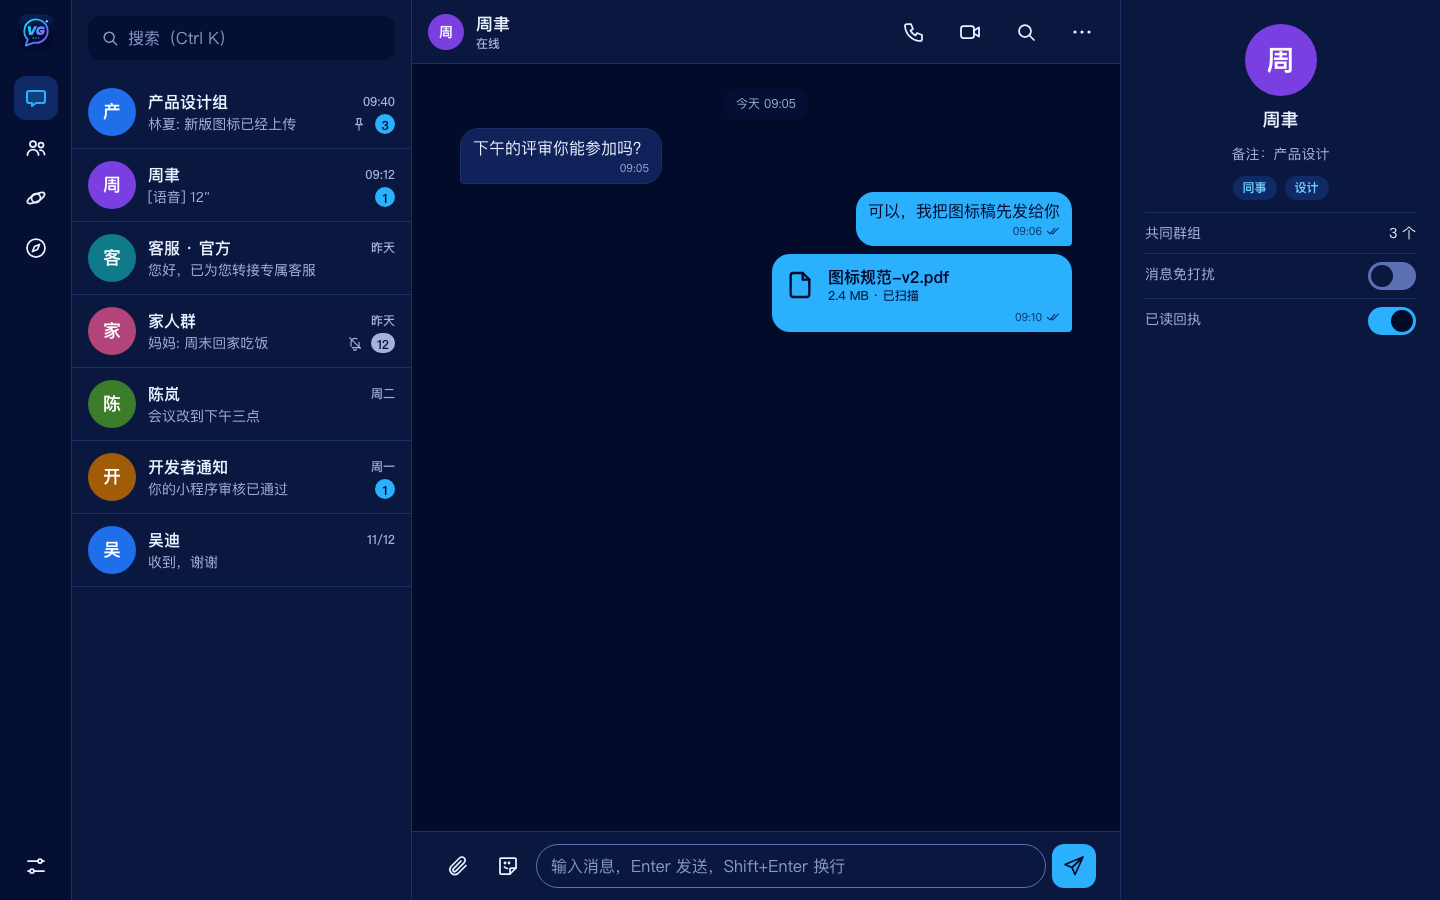 VG
搜索（Ctrl K）
产
产品设计组
09:40
林夏: 新版图标已经上传
3
周
周聿
09:12
[语音] 12"
1
客
客服 · 官方
昨天
您好，已为您转接专属客服
家
家人群
昨天
妈妈: 周末回家吃饭
12
陈
陈岚
周二
会议改到下午三点
开
开发者通知
周一
你的小程序审核已通过
1
吴
吴迪
11/12
收到，谢谢
周
周聿
在线
今天 09:05
下午的评审你能参加吗？
09:05
可以，我把图标稿先发给你
09:06
图标规范-v2.pdf
2.4 MB · 已扫描
09:10
输入消息，Enter 发送，Shift+Enter 换行
周
周聿
备注：产品设计
同事
设计
共同群组
3 个
消息免打扰
已读回执